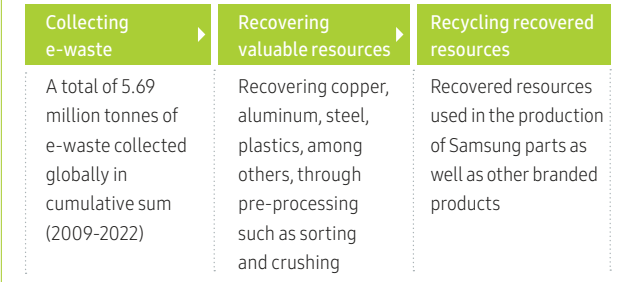 Collecting
e-waste
A total of 5.69
million tonnes of
e-waste collected
globally in
cumulative sum
(2009-2022)
Recovering
valuable resources
Recovering copper,
aluminum, steel,
plastics, among
others, through
pre-processing
such as sorting
and crushing
Recycling recovered
resources
Recovered resources
used in the production
of Samsung parts as
well as other branded
products